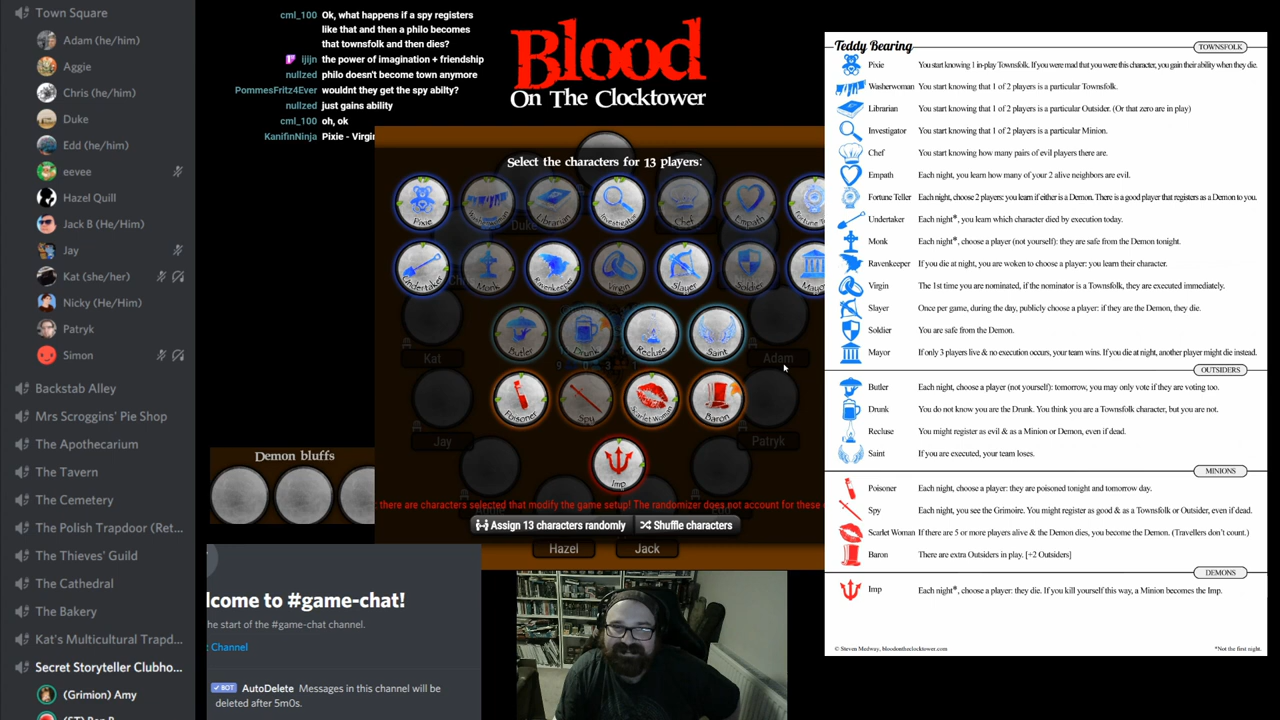 Town Square
Adam (he/him)
Aggie
Chris (he/him)
Duke
Edd (he/him)
eevee
Hazel Quill
Jack B (He/Him)
Jay
Kat (she/her)
Nicky (He/Him)
Patryk
Simon
Backstab Alley
Mrs Scroggins' Pie Shop
The Apothecarium
The Tavern
The Cemetery
Polish Trapdoor (Ret...
The Thieves' Guild
The Cathedral
The Bakery
Kat's Multicultural Trapd...
Secret Storyteller Clubho...
(Grimion) Amy
cml_100 Ok, what happens if a spy registers
like that and then a philo becomes
that townsfolk and then dies?
ijijn the power of imagination + friendship
nullzed philo doesn't become town anymore
PommesFritz4Ever wouldn't they get the spy abilty?
nullzed just gains ability
cml_100 oh, ok
KanifinNinja Pixie - Virgin
Blood
On The Clocktower
Select the characters for 13 players:
Pixie
Librarian
Investigator
Chef
Empath
Duke
Undertaker
Monk
Ravenkeeper
Virgin
Slayer
Soldier
Mayo
Butler
Drunk
Recluse
Saint
Kat
Adam
Poisoner
Spy
Scarlet Woman
Baron
Jay
Patryk
Imp
there are characters selected that modify the game setup! The randomizer does not account for these
Assign 13 characters randomly
Shuffle characters
Hazel
Jack
Demon bluffs
lcome to #game-chat!
he start of the #game-chat channel.
Channel
BOT AutoDelete Messages in this channel will be
deleted after 5m0s.
Teddy Bearing
TOWNSFOLK
Pixie You start knowing 1 in-play Townsfolk. If you were mad that you were this character, you gain their ability when they die.
Washerwoman You start knowing that 1 of 2 players is a particular Townsfolk.
Librarian You start knowing that 1 of 2 players is a particular Outsider. (Or that zero are in play)
Investigator You start knowing that 1 of 2 players is a particular Minion.
Chef You start knowing how many pairs of evil players there are.
Empath Each night, you learn how many of your 2 alive neighbors are evil.
Fortune Teller Each night, choose 2 players: you learn if either is a Demon. There is a good player that registers as a Demon to you.
Undertaker Each night*, you learn which character died by execution today.
Monk Each night*, choose a player (not yourself): they are safe from the Demon tonight.
Ravenkeeper If you die at night, you are woken to choose a player: you learn their character.
Virgin The 1st time you are nominated, if the nominator is a Townsfolk, they are executed immediately.
Slayer Once per game, during the day, publicly choose a player: if they are the Demon, they die.
Soldier You are safe from the Demon.
Mayor If only 3 players live & no execution occurs, your team wins. If you die at night, another player might die instead.
OUTSIDERS
Butler Each night, choose a player (not yourself): tomorrow, you may only vote if they are voting too.
Drunk You do not know you are the Drunk. You think you are a Townsfolk character, but you are not.
Recluse You might register as evil & as a Minion or Demon, even if dead.
Saint If you are executed, your team loses.
MINIONS
Poisoner Each night, choose a player: they are poisoned tonight and tomorrow day.
Spy Each night, you see the Grimoire. You might register as good & as a Townsfolk or Outsider, even if dead.
Scarlet Woman If there are 5 or more players alive & the Demon dies, you become the Demon. (Travellers don't count.)
Baron There are extra Outsiders in play. [+2 Outsiders]
DEMONS
Imp Each night*, choose a player: they die. If you kill yourself this way, a Minion becomes the Imp.
© Steven Medway, bloodontheclocktower.com
*Not the first night.